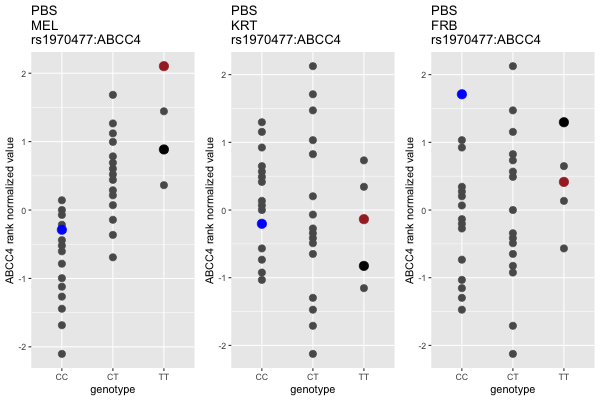 PBS
MEL
rs1970477:ABCC4
PBS
KRT
rs1970477:ABCC4
PBS
FRB
rs1970477:ABCC4
ABCC4 rank normalized value
2
1
0
-1
-2
CC CT TT
genotype
ABCC4 rank normalized value
2
1
0
-1
-2
CC CT TT
genotype
ABCC4 rank normalized value
2
1
0
-1
-2
CC CT TT
genotype